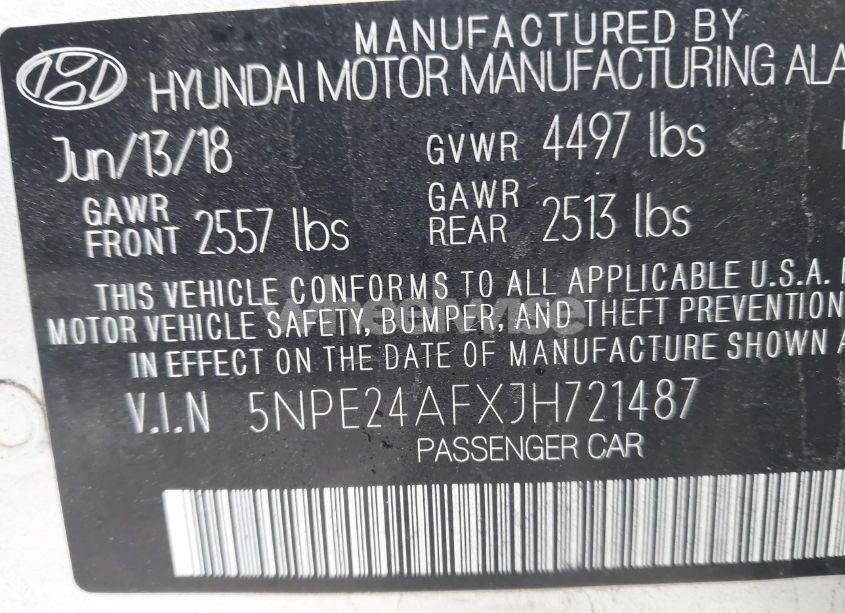 MANUFACTURED BY
HYUNDAI MOTOR MANUFACTURING ALA
Jun/13/18 GVWR 4497 lbs
GAWR FRONT 2557 lbs GAWR REAR 2513 lbs
THIS VEHICLE CONFORMS TO ALL APPLICABLE U.S.A.
MOTOR VEHICLE SAFETY, BUMPER, AND THEFT PREVENTION
IN EFFECT ON THE DATE OF MANUFACTURE SHOWN A
V.I.N 5NPE24AFXJH721487
PASSENGER CAR